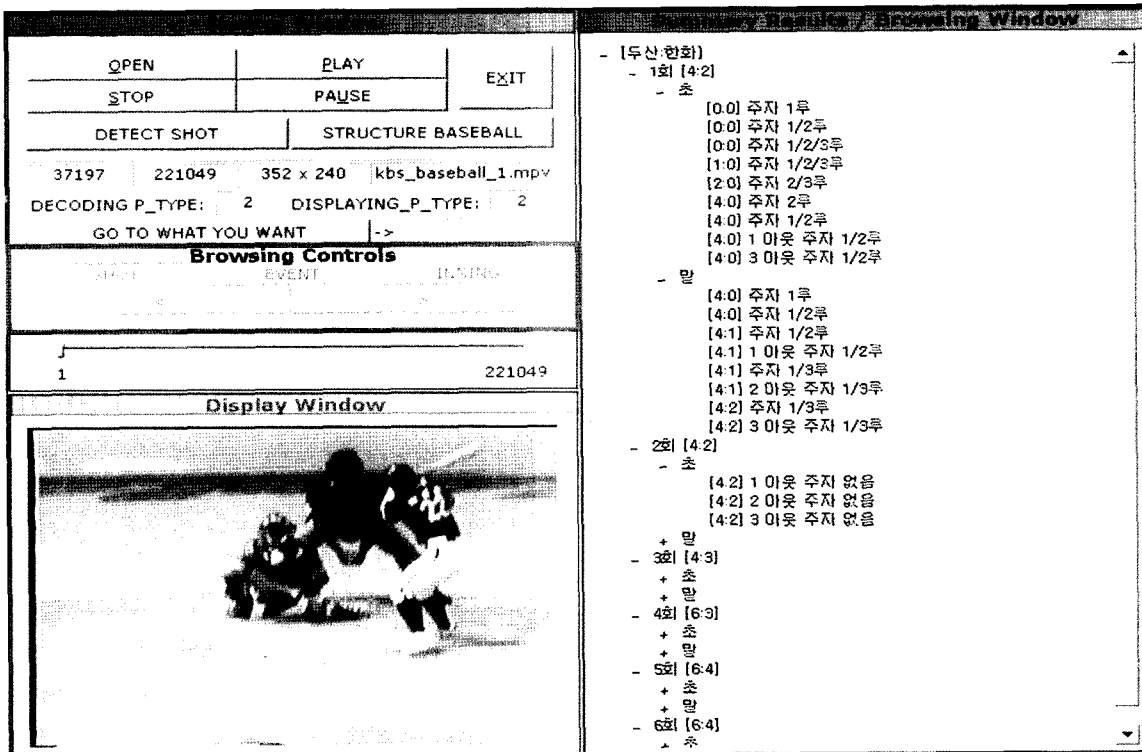 OPEN PLAY EXIT
STOP PAUSE
DETECT SHOT STRUCTURE BASEBALL
37197 221049 352 x 240 kbs_baseball_1.mpv
DECODING P_TYPE: 2 DISPLAYING_P_TYPE: 2
GO TO WHAT YOU WANT ->
Browsing Controls
EVENT INNING
1 221049
Display Window
Summary Results / Browsing Window
- [두산:한화]
- 1회 [4:2]
- 초
[0:0] 주자 1루
[0:0] 주자 1/2루
[0:0] 주자 1/2/3루
[1:0] 주자 1/2/3루
[2:0] 주자 2/3루
[4:0] 주자 2루
[4:0] 주자 1/2루
[4:0] 1 아웃 주자 1/2루
[4:0] 3 아웃 주자 1/2루
- 말
[4:0] 주자 1루
[4:0] 주자 1/2루
[4:1] 주자 1/2루
[4:1] 1 아웃 주자 1/2루
[4:1] 주자 1/3루
[4:1] 2 아웃 주자 1/3루
[4:2] 주자 1/3루
[4:2] 3 아웃 주자 1/3루
- 2회 [4:2]
- 초
[4:2] 1 아웃 주자 없음
[4:2] 2 아웃 주자 없음
[4:2] 3 아웃 주자 없음
+ 말
- 3회 [4:3]
+ 초
+ 말
- 4회 [6:3]
+ 초
+ 말
- 5회 [6:4]
+ 초
+ 말
- 6회 [6:4]
+ 초